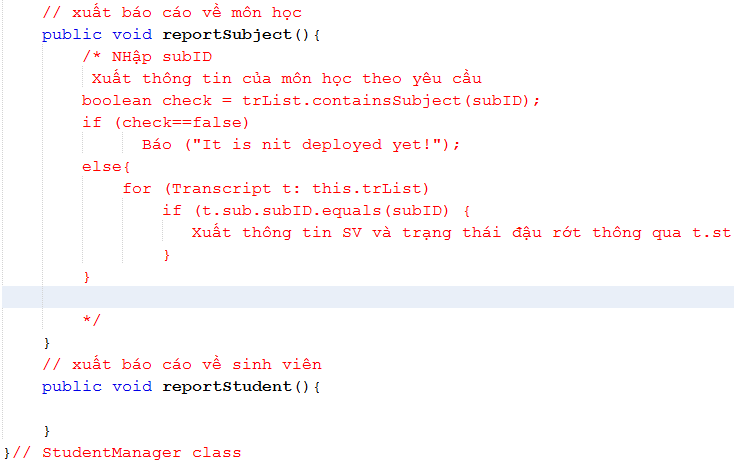 // xuất báo cáo về môn học
public void reportSubject(){
/* NHập subID
Xuất thông tin của môn học theo yêu cầu
boolean check = trList.containsSubject(subID);
if (check==false)
Báo ("It is nit deployed yet!");
else{
for (Transcript t: this.trList)
if (t.sub.subID.equals(subID) {
Xuất thông tin SV và trạng thái đậu rớt thông qua t.st
}
}
*/
}
// xuất báo cáo về sinh viên
public void reportStudent(){
}
}// StudentManager class